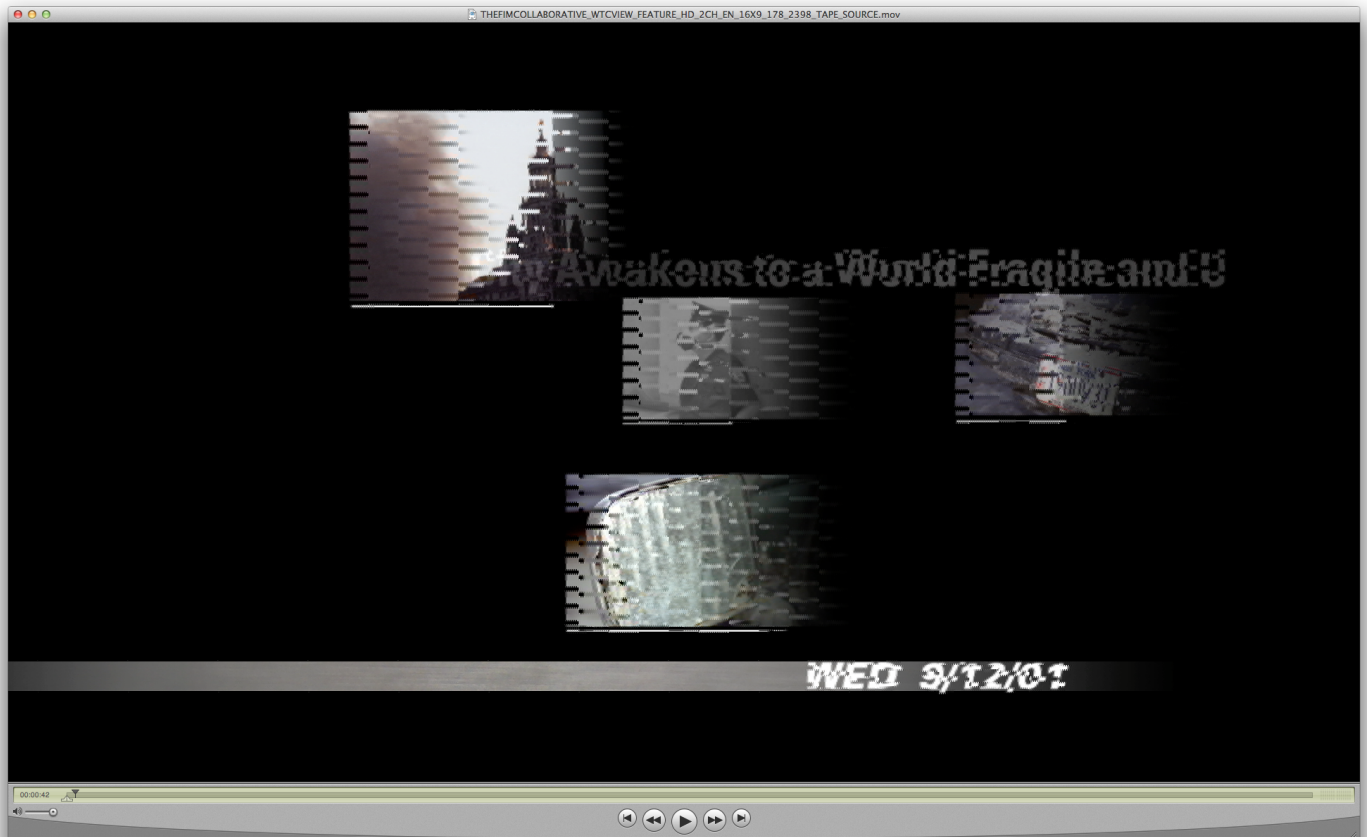 THEFIMCOLLABORATIVE_WTCVIEW_FEATURE_HD_2CH_EN_16X9_178_2398_TAPE_SOURCE.mov
Awakens to a World Fragile and
WED 9/12/01
00:00:42